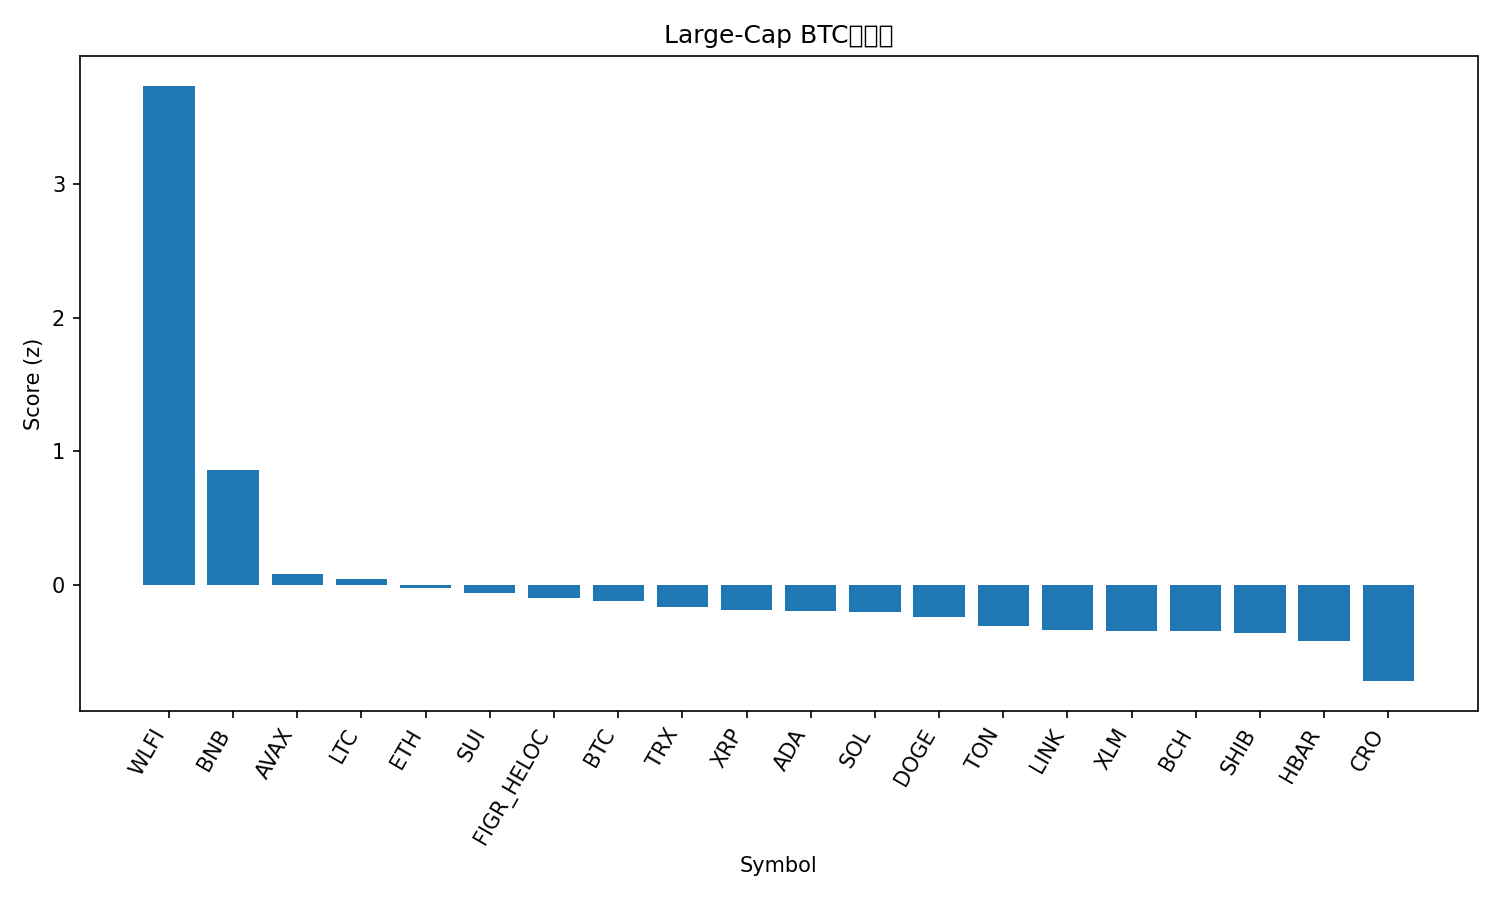 Large-Cap BTC
Score (z)
3
2
1
0
WLFI
BNB
AVAX
LTC
ETH
SUI
FIGR_HELOC
BTC
TRX
XRP
ADA
SOL
DOGE
TON
LINK
XLM
BCH
SHIB
HBAR
CRO
Symbol